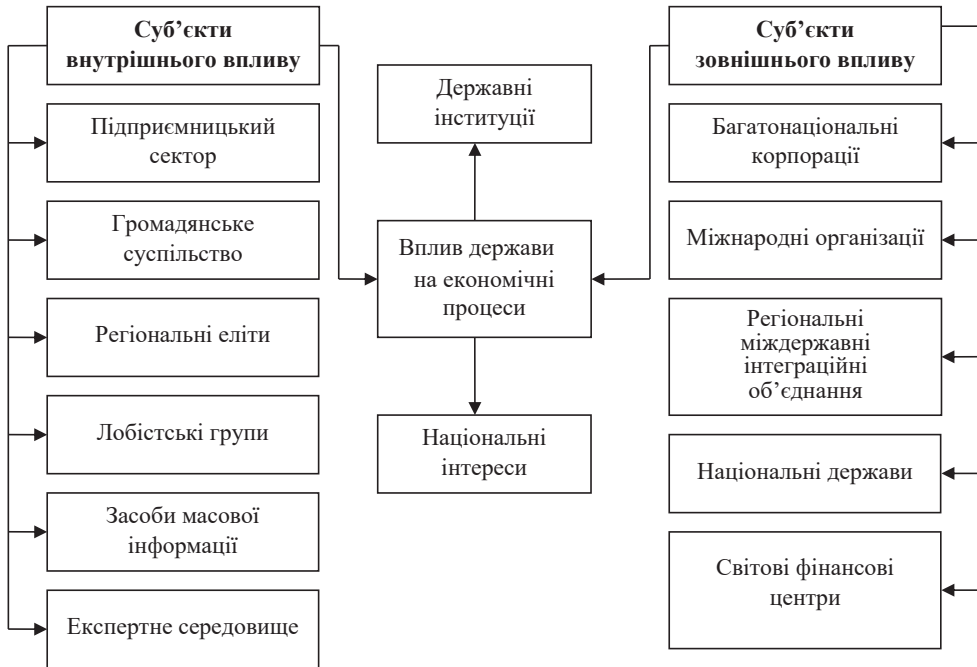 Суб’єкти
внутрішнього впливу
Підприємницький
сектор
Громадянське
суспільство
Регіональні еліти
Лобістські групи
Засоби масової
інформації
Експертне середовище
Державні
інституції
Вплив держави
на економічні
процеси
Національні
інтереси
Суб’єкти
зовнішнього впливу
Багатонаціональні
корпорації
Міжнародні організації
Регіональні
міждержавні
інтеграційні
об’єднання
Національні держави
Світові фінансові
центри